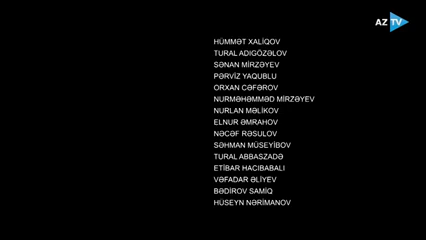 AZ TV
HÜMMƏT XALİQOV
TURAL ADIGÖZƏLOV
SƏNAN MİRZƏYEV
PƏRVİZ YAQUBLU
ORXAN CƏFƏROV
NURMƏHƏMMƏD MİRZƏYEV
NURLAN MƏLİKOV
ELNUR ƏMRAHOV
NƏCƏF RƏSULOV
SƏHMAN MÜSEYİBOV
TURAL ABBASZADƏ
ETİBAR HACIBABALI
VƏFADAR ƏLİYEV
BƏDİROV SAMİQ
HÜSEYN NƏRİMANOV